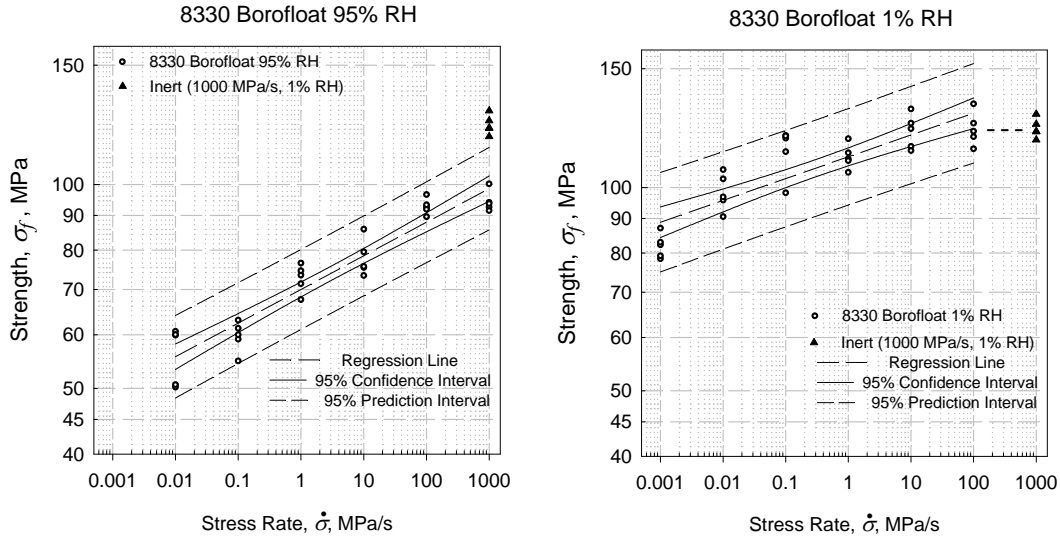 8330 Borofloat 95% RH
150
100
90
80
70
60
50
45
40
Strength, σf, MPa
8330 Borofloat 95% RH
Inert (1000 MPa/s, 1% RH)
Regression Line
95% Confidence Interval
95% Prediction Interval
0.001 0.01 0.1 1 10 100 1000
Stress Rate, σ̇, MPa/s
8330 Borofloat 1% RH
150
100
90
80
70
60
50
45
40
Strength, σf, MPa
8330 Borofloat 1% RH
Inert (1000 MPa/s, 1% RH)
Regression Line
95% Confidence Interval
95% Prediction Interval
0.001 0.01 0.1 1 10 100 1000
Stress Rate, σ̇, MPa/s